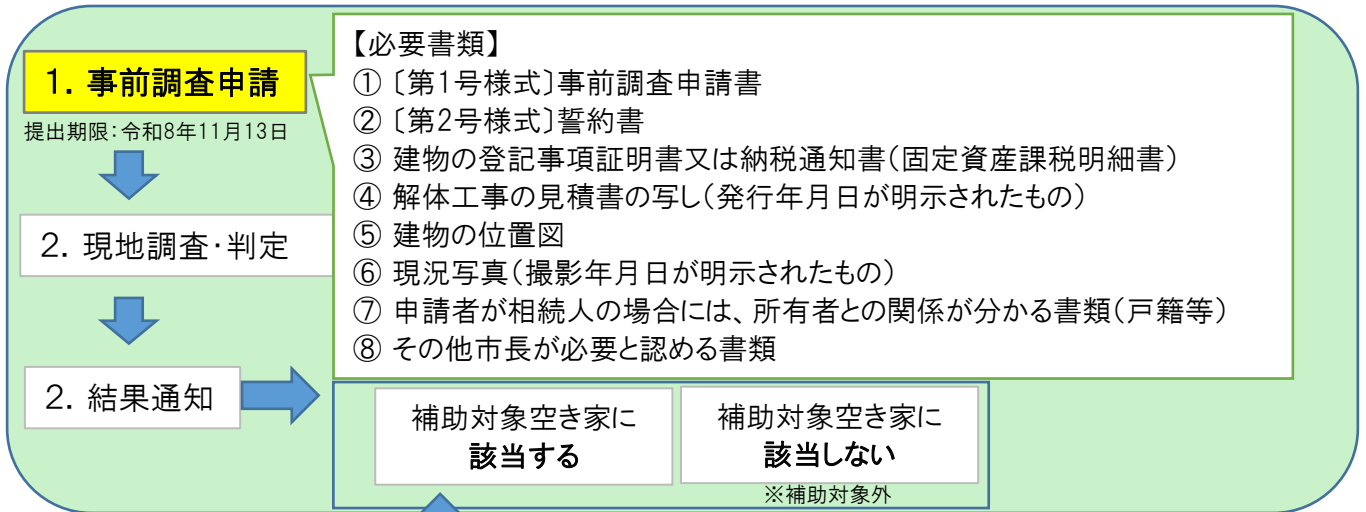 1．事前調査申請
提出期限：令和8年11月13日
【必要書類】
① 〔第1号様式〕事前調査申請書
② 〔第2号様式〕誓約書
③ 建物の登記事項証明書又は納税通知書（固定資産課税明細書）
④ 解体工事の見積書の写し（発行年月日が明示されたもの）
⑤ 建物の位置図
⑥ 現況写真（撮影年月日が明示されたもの）
⑦ 申請者が相続人の場合には、所有者との関係が分かる書類（戸籍等）
⑧ その他市長が必要と認める書類
2．現地調査・判定
2．結果通知
補助対象空き家に
該当する
補助対象空き家に
該当しない
※補助対象外